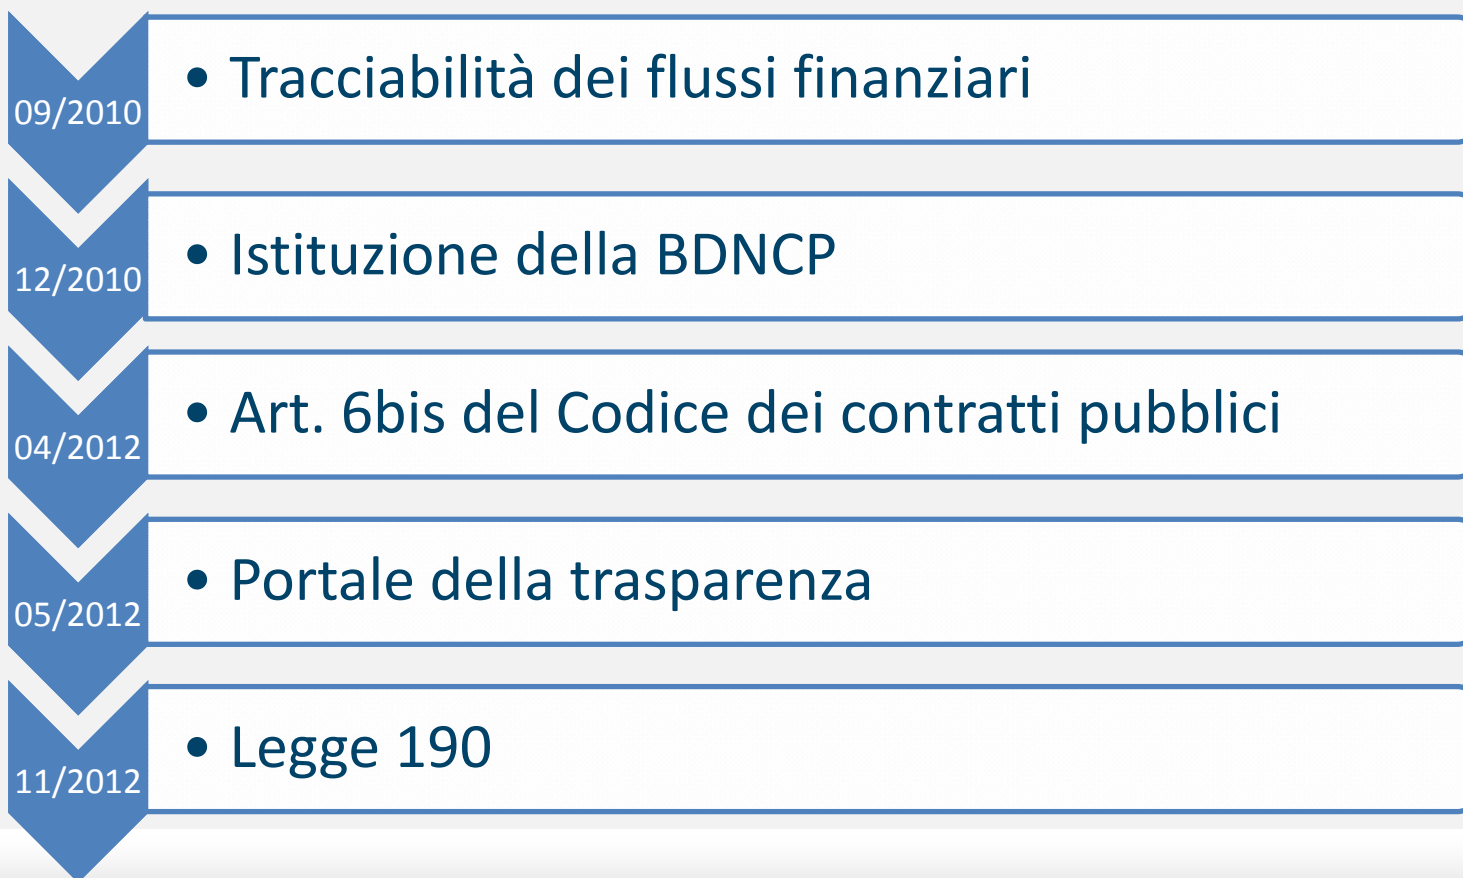 09/2010
• Tracciabilità dei flussi finanziari
12/2010
• Istituzione della BDNCP
04/2012
• Art. 6bis del Codice dei contratti pubblici
05/2012
• Portale della trasparenza
11/2012
• Legge 190